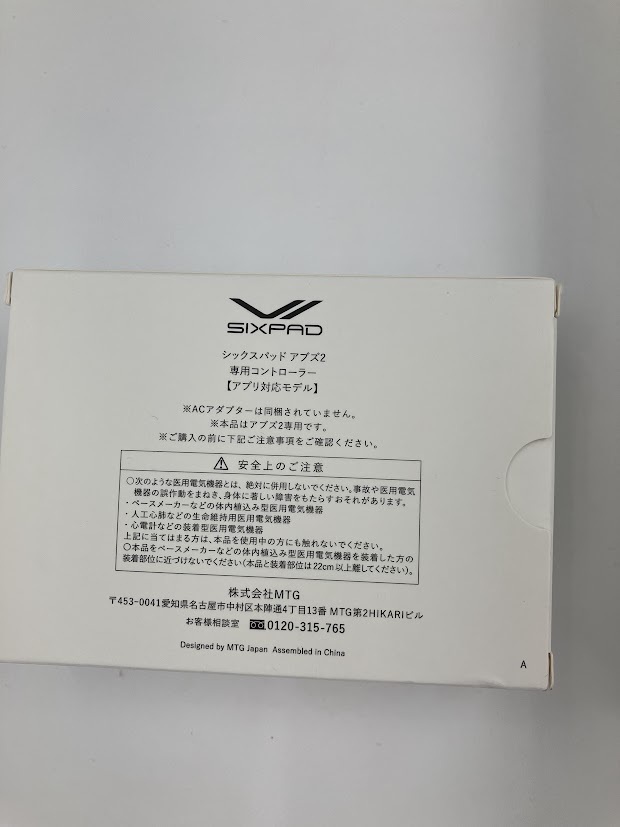 SIXPAD
シックスパッド アブズ2
専用コントローラー
【アプリ対応モデル】
※ACアダプターは同梱されていません。
※本品はアブズ2専用です。
※ご購入の前に下記ご注意事項をご確認ください。
⚠ 安全上のご注意
○次のような医用電気機器とは、絶対に併用しないでください。事故や医用電気
機器の誤作動をまねき、身体に著しい障害をもたらすおそれがあります。
・ペースメーカーなどの体内植込み型医用電気機器
・人工心肺などの生命維持用医用電気機器
・心電計などの装着型医用電気機器
上記に当てはまる方は、本品を使用中の方にも触れないでください。
○本品をペースメーカーなどの体内植込み型医用電気機器を装着した方の
装着部位に近づけないでください(本品と装着部位は22cm以上離してください)。
株式会社MTG
〒453-0041愛知県名古屋市中村区本陣通4丁目13番 MTG第2HIKARIビル
お客様相談室 0120-315-765
Designed by MTG Japan Assembled in China
A